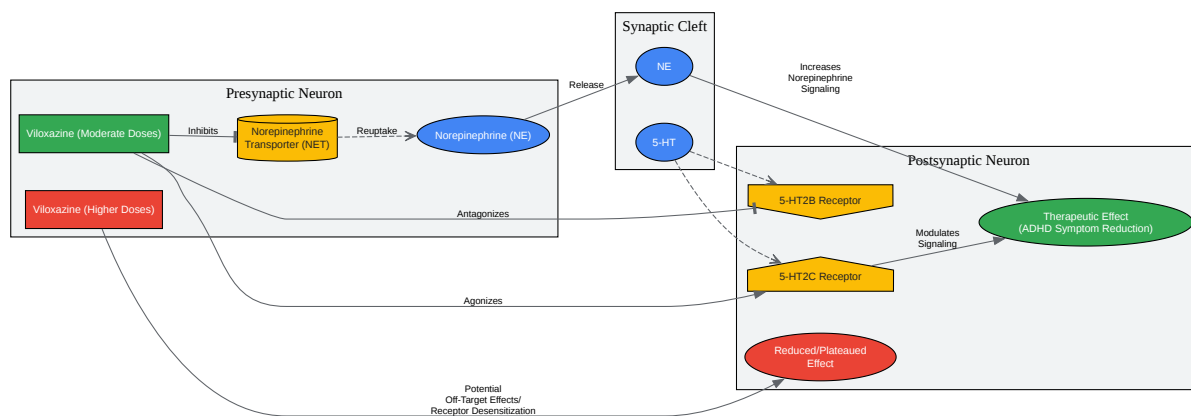 Synaptic Cleft
NE
Increases
Norepinephrine
Signaling
Release
Presynaptic Neuron
Viloxazine (Moderate Doses)
Inhibits
Norepinephrine
Transporter (NET)
Reuptake
Norepinephrine (NE)
5-HT
Postsynaptic Neuron
Viloxazine (Higher Doses)
Antagonizes
5-HT2B Receptor
Therapeutic Effect
(ADHD Symptom Reduction)
Modulates
Signaling
5-HT2C Receptor
Agonizes
Reduced/Plateaued
Effect
Potential
Off-Target Effects/
Receptor Desensitization